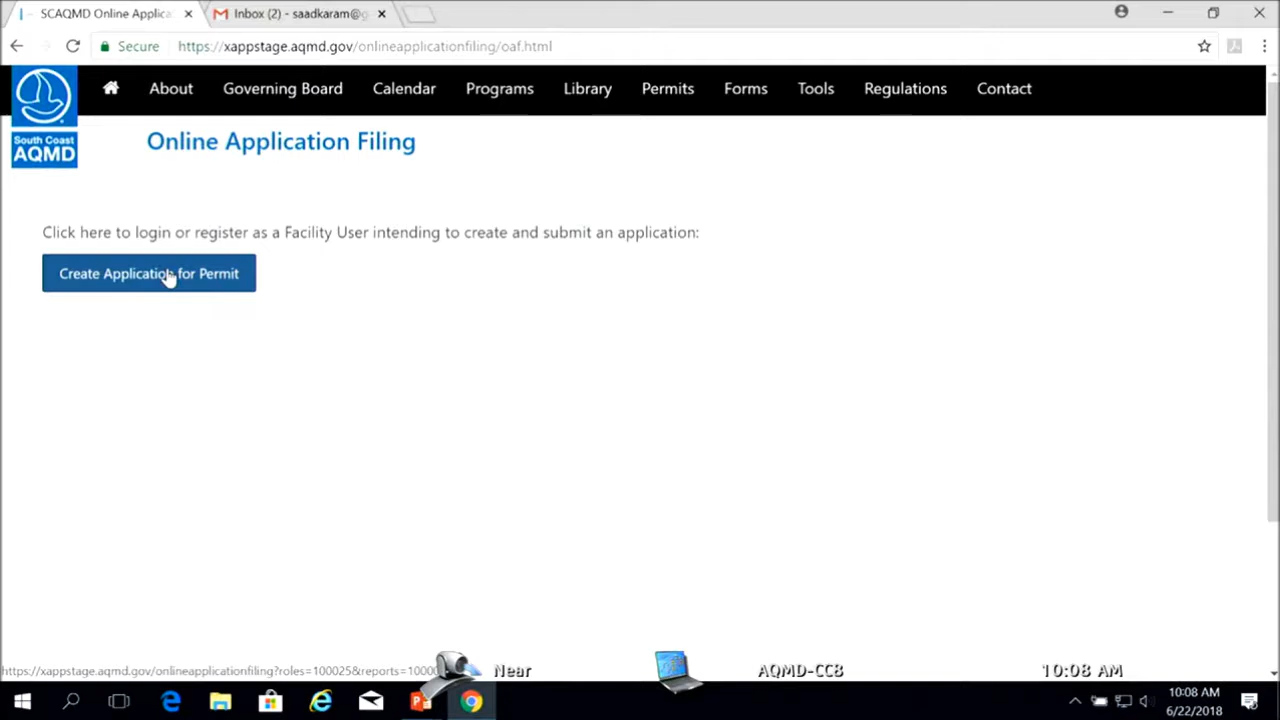 SCAQMD Online Applica
Inbox (2) - saadkaram@g
Secure
https://xappstage.aqmd.gov/onlineapplicationfiling/oaf.html
About
Governing Board
Calendar
Programs
Library
Permits
Forms
Tools
Regulations
Contact
South Coast
AQMD
Online Application Filing
Click here to login or register as a Facility User intending to create and submit an application:
Create Application for Permit
https://xappstage.aqmd.gov/onlineapplicationfiling?roles=100025&reports=1000
Near
AQMD-CC8
10:08 AM
10:08 AM
6/22/2018